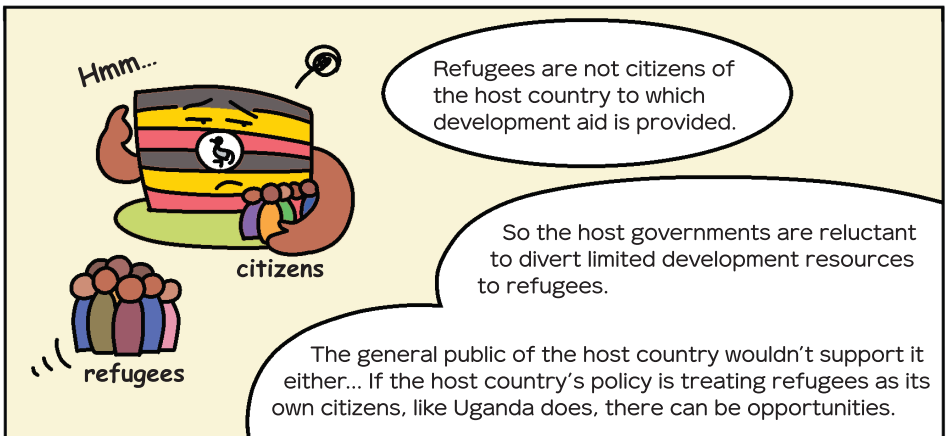 Hmm...
Refugees are not citizens of
the host country to which
development aid is provided.
citizens
So the host governments are reluctant
to divert limited development resources
to refugees.
refugees
The general public of the host country wouldn't support it
either... If the host country's policy is treating refugees as its
own citizens, like Uganda does, there can be opportunities.